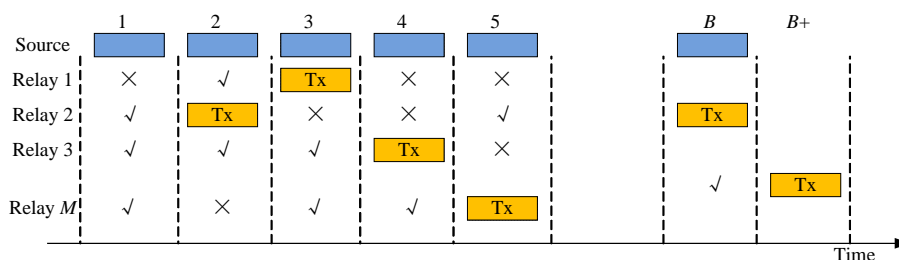 1 2 3 4 5 B B+
Source
Relay 1 × √ Tx × ×
Relay 2 √ Tx × × √ Tx
Relay 3 √ √ √ Tx ×
√ Tx
Relay M √ × √ √ Tx
Time